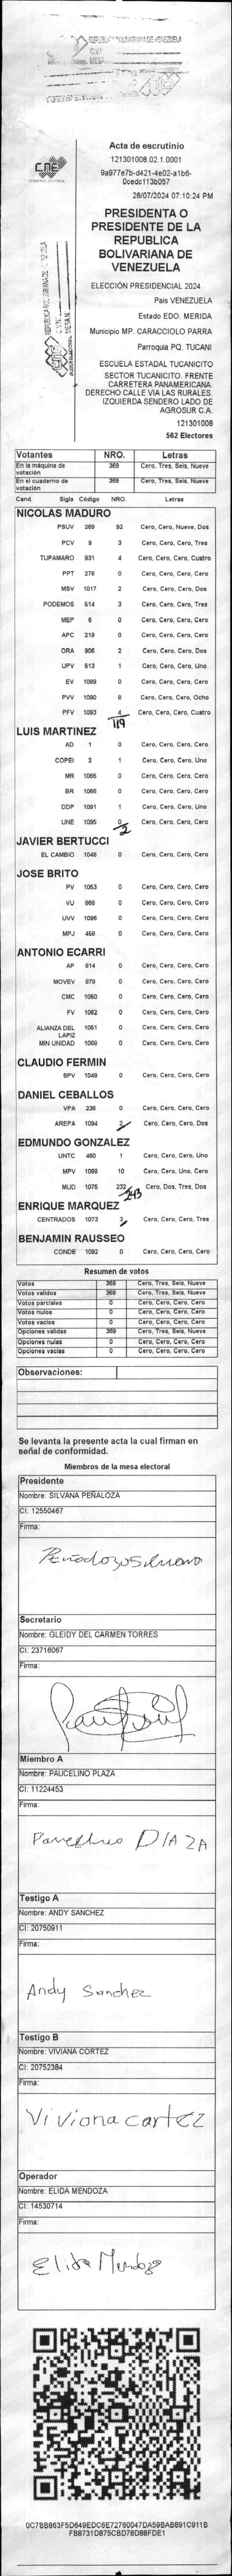 REPUBLICA BOLIVARIANA DE VENEZUELA
CNE
Acta de escrutinio
121301008.02.1.0001
9a977e7b-d421-4e02-a1b6-
0cedc113b057
28/07/2024 07:10:24 PM
PRESIDENTA O
PRESIDENTE DE LA
REPUBLICA
BOLIVARIANA DE
VENEZUELA
ELECCIÓN PRESIDENCIAL 2024
Pais VENEZUELA
Estado EDO. MERIDA
Municipio MP. CARACCIOLO PARRA
Parroquia PQ. TUCANI
ESCUELA ESTADAL TUCANICITO
SECTOR TUCANICITO. FRENTE
CARRETERA PANAMERICANA.
DERECHO CALLE VIA LAS RURALES.
IZQUIERDA SENDERO LADO DE
AGROSUR C.A.
121301008
562 Electores
Votantes NRO. Letras
En la máquina de votación 369 Cero, Tres, Seis, Nueve
En el cuaderno de votación 369 Cero, Tres, Seis, Nueve
Cand. Sigla Código NRO. Letras
NICOLAS MADURO
PSUV 269 92 Cero, Cero, Nueve, Dos
PCV 9 3 Cero, Cero, Cero, Tres
TUPAMARO 931 4 Cero, Cero, Cero, Cuatro
PPT 276 0 Cero, Cero, Cero, Cero
MSV 1017 2 Cero, Cero, Cero, Dos
PODEMOS 514 3 Cero, Cero, Cero, Tres
MEP 6 0 Cero, Cero, Cero, Cero
APC 219 0 Cero, Cero, Cero, Cero
ORA 906 2 Cero, Cero, Cero, Dos
UPV 513 1 Cero, Cero, Cero, Uno
EV 1089 0 Cero, Cero, Cero, Cero
PVV 1090 8 Cero, Cero, Cero, Ocho
PFV 1093 4 Cero, Cero, Cero, Cuatro
119
LUIS MARTINEZ
AD 1 0 Cero, Cero, Cero, Cero
COPEI 2 1 Cero, Cero, Cero, Uno
MR 1065 0 Cero, Cero, Cero, Cero
BR 1066 0 Cero, Cero, Cero, Cero
DDP 1091 1 Cero, Cero, Cero, Uno
UNE 1095 0 Cero, Cero, Cero, Cero
2
JAVIER BERTUCCI
EL CAMBIO 1048 0 Cero, Cero, Cero, Cero
JOSE BRITO
PV 1053 0 Cero, Cero, Cero, Cero
VU 868 0 Cero, Cero, Cero, Cero
UVV 1096 0 Cero, Cero, Cero, Cero
MPJ 459 0 Cero, Cero, Cero, Cero
ANTONIO ECARRI
AP 814 0 Cero, Cero, Cero, Cero
MOVEV 878 0 Cero, Cero, Cero, Cero
CMC 1060 0 Cero, Cero, Cero, Cero
FV 1062 0 Cero, Cero, Cero, Cero
ALIANZA DEL LAPIZ 1051 0 Cero, Cero, Cero, Cero
MIN UNIDAD 1068 0 Cero, Cero, Cero, Cero
CLAUDIO FERMIN
SPV 1049 0 Cero, Cero, Cero, Cero
DANIEL CEBALLOS
VPA 236 0 Cero, Cero, Cero, Cero
AREPA 1094 2 Cero, Cero, Cero, Dos
EDMUNDO GONZALEZ
UNTC 460 1 Cero, Cero, Cero, Uno
MPV 1069 10 Cero, Cero, Uno, Cero
MUD 1075 232 Cero, Dos, Tres, Dos
243
ENRIQUE MARQUEZ
CENTRADOS 1073 3 Cero, Cero, Cero, Tres
BENJAMIN RAUSSEO
CONDE 1092 0 Cero, Cero, Cero, Cero
Resumen de votos
Votos 369 Cero, Tres, Seis, Nueve
Votos validos 369 Cero, Tres, Seis, Nueve
Votos parciales 0 Cero, Cero, Cero, Cero
Votos nulos 0 Cero, Cero, Cero, Cero
Votos vacios 0 Cero, Cero, Cero, Cero
Opciones validas 369 Cero, Tres, Seis, Nueve
Opciones nulas 0 Cero, Cero, Cero, Cero
Opciones vacias 0 Cero, Cero, Cero, Cero
Observaciones:
Se levanta la presente acta la cual firman en
señal de conformidad.
Miembros de la mesa electoral
Presidente
Nombre: SILVANA PEÑALOZA
CI: 12550467
Firma:
Secretario
Nombre: GLEIDY DEL CARMEN TORRES
CI: 23716067
Firma:
Miembro A
Nombre: PAUCELINO PLAZA
CI: 11224453
Firma:
Testigo A
Nombre: ANDY SANCHEZ
CI: 20750911
Firma:
Andy Sanchez
Testigo B
Nombre: VIVIANA CORTEZ
CI: 20752384
Firma:
Viviana cortez
Operador
Nombre: ELIDA MENDOZA
CI: 14530714
Firma:
Elida Mendoza
0C7BB863F5D649EDC6E72760047DA59BAB891C911B
FB8731D875CBD78D88FDE1